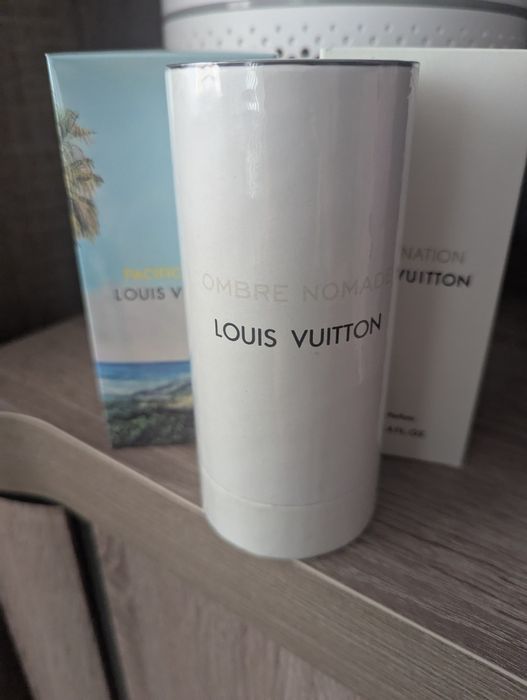 PACIFIC
LOUIS V
OMBRE NOMADE
LOUIS VUITTON
NATION
VUITTON